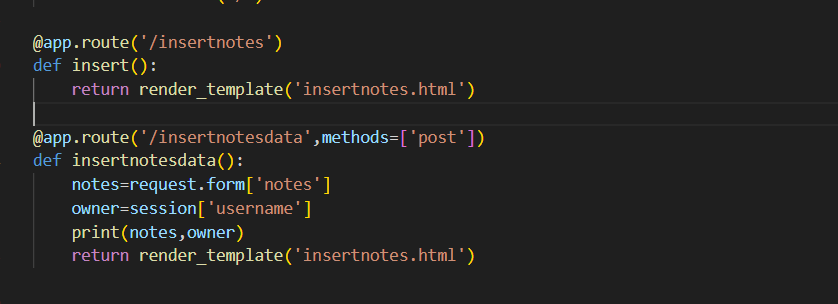 @app.route('/insertnotes')
def insert():
    return render_template('insertnotes.html')
@app.route('/insertnotesdata',methods=['post'])
def insertnotesdata():
    notes=request.form['notes']
    owner=session['username']
    print(notes,owner)
    return render_template('insertnotes.html')